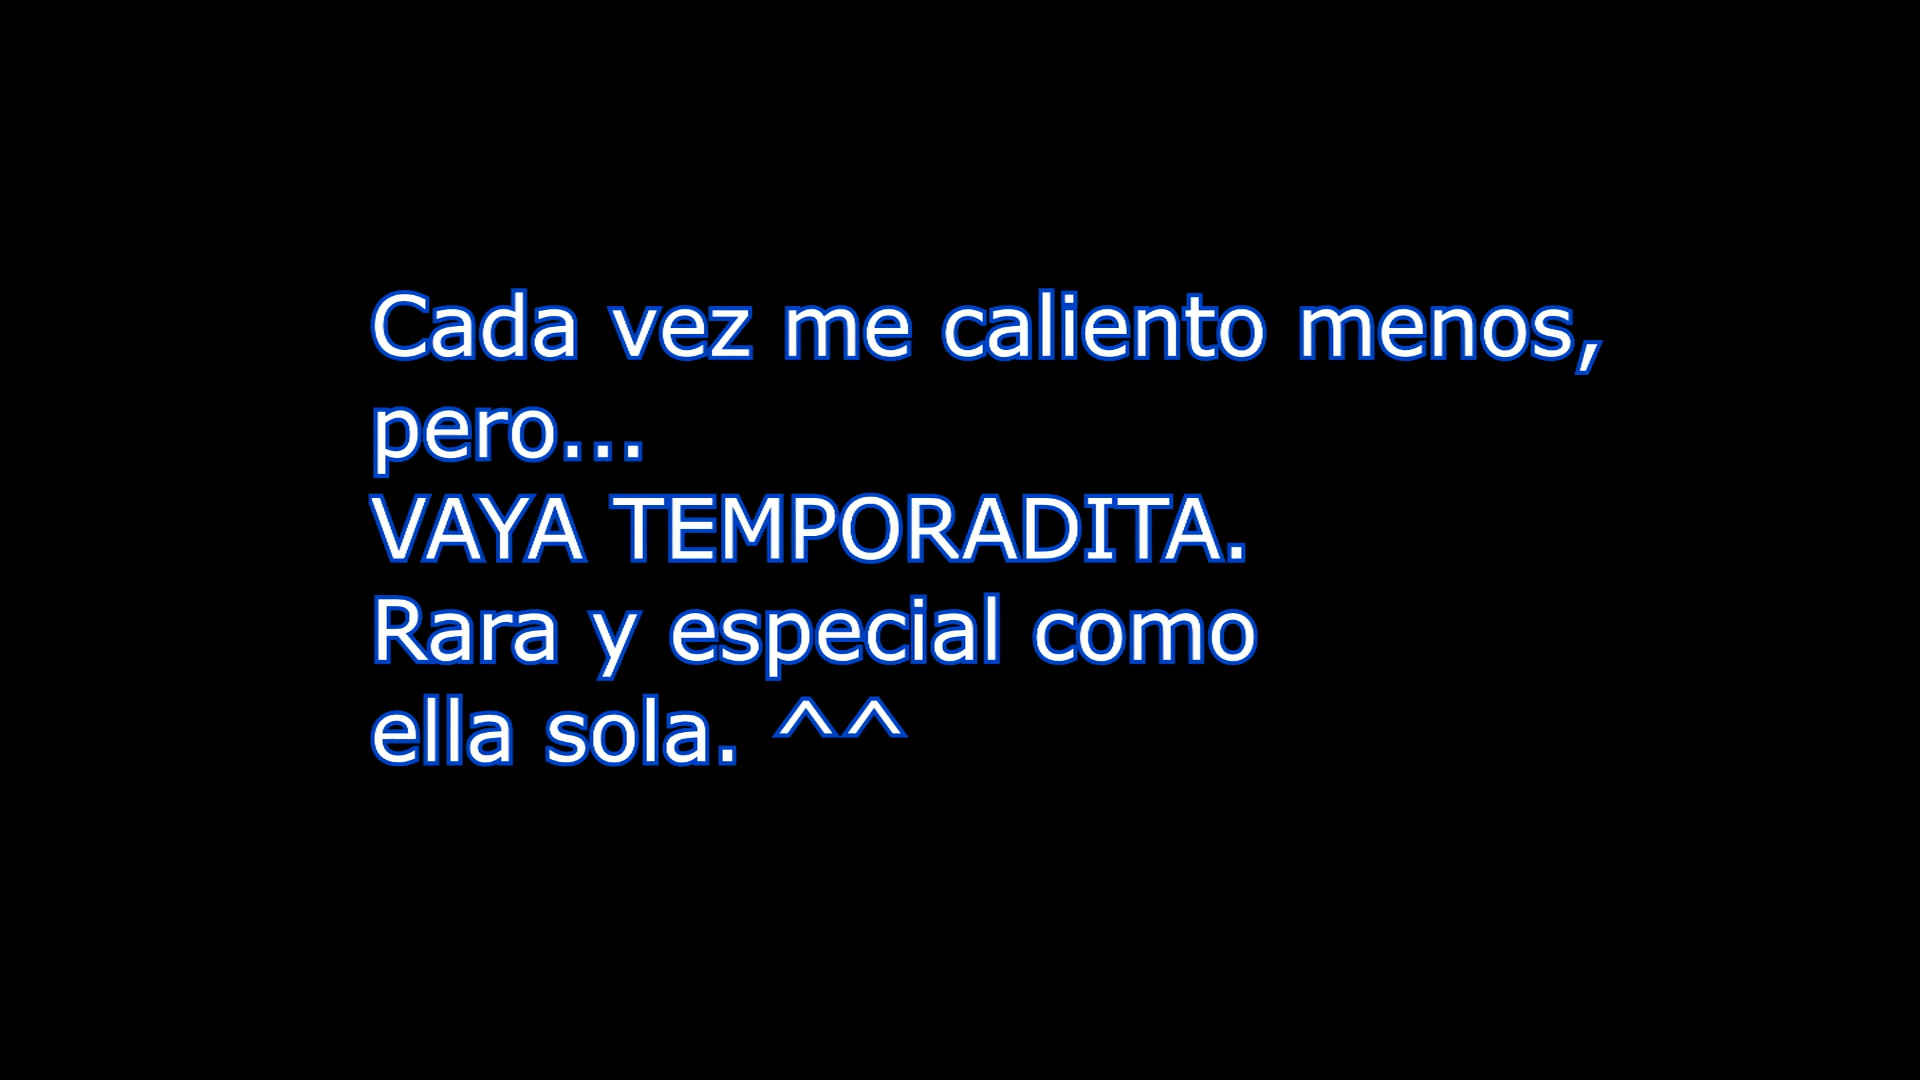 Cada vez me caliento menos,
pero...
VAYA TEMPORADITA.
Rara y especial como
ella sola. ^^